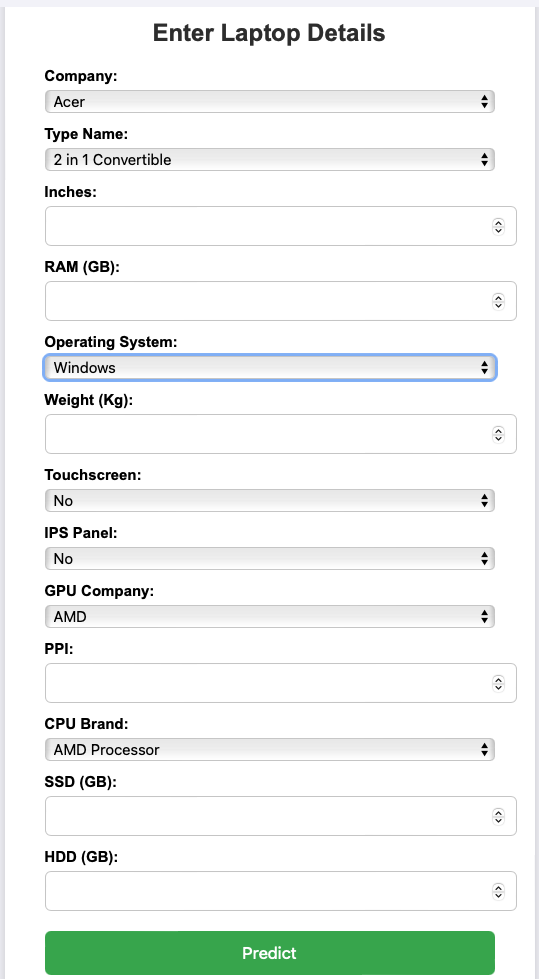 Enter Laptop Details
Company:
Acer
Type Name:
2 in 1 Convertible
Inches:
RAM (GB):
Operating System:
Windows
Weight (Kg):
Touchscreen:
No
IPS Panel:
No
GPU Company:
AMD
PPI:
CPU Brand:
AMD Processor
SSD (GB):
HDD (GB):
Predict